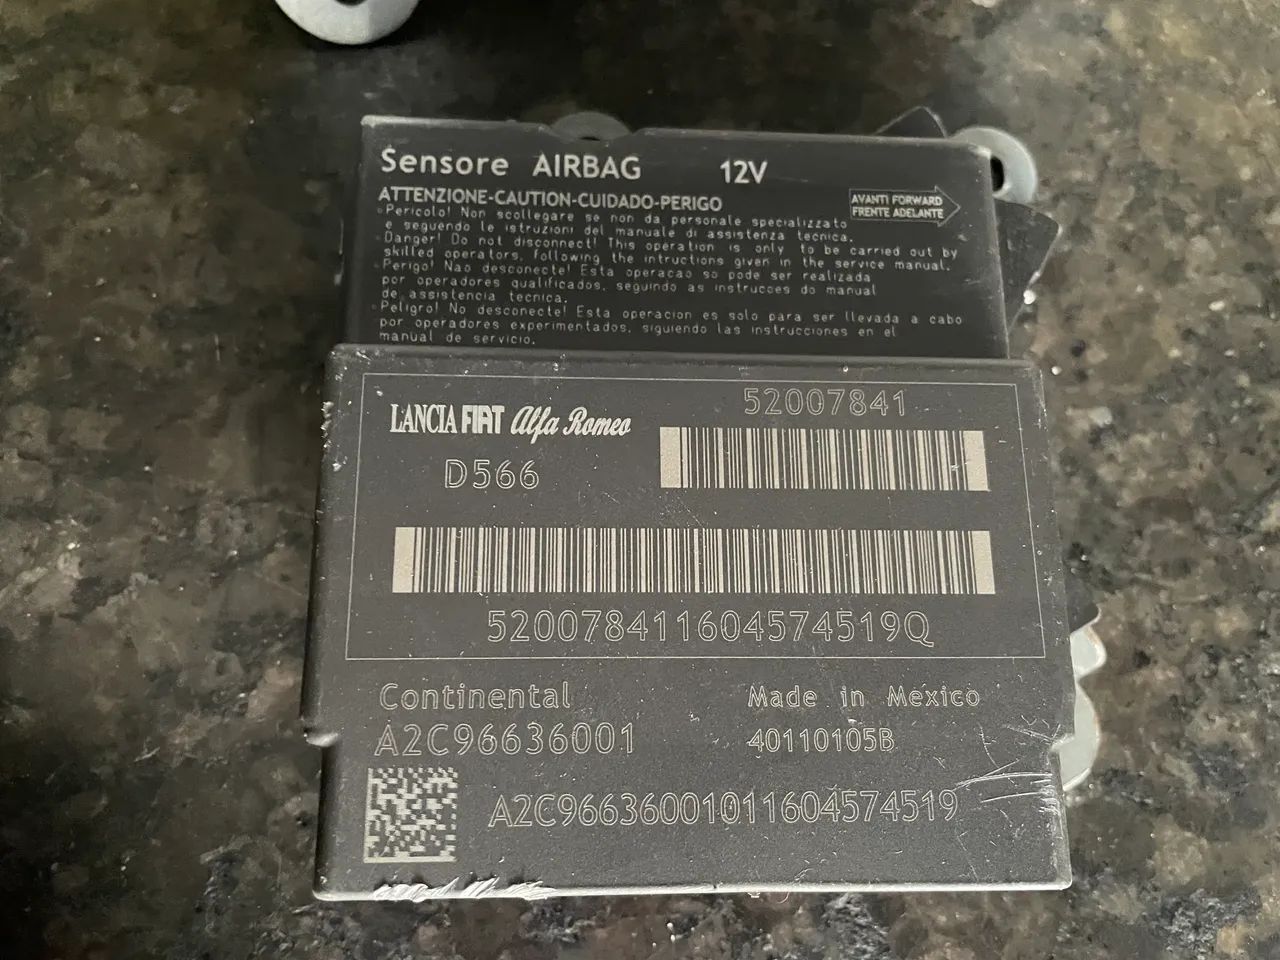 Sensore AIRBAG 12V
ATTENZIONE-CAUTION-CUIDADO-PERIGO
AVANTI FORWARD
FRENTE ADELANTE
-Pericolo! Non scollegare se non da personale specializzato
e seguendo le istruzioni del manuale di assistenza tecnica.
-Danger! Do not disconnect! This operation is only to be carried out by
skilled operators, following the intructions given in the service manual.
-Perigo! Nao desconecte! Esta operacao so pode ser realizada
por operadores qualificados, seguindo as instrucces do manual
de assistencia tecnica.
-Peligro! No desconecte! Esta operacion es solo para ser llevada a cabo
por operadores experimentados, siguiendo las instrucciones en el
manual de servicio.
52007841
LANCIA FIAT Alfa Romeo
D566
520078411604574519Q
Continental Made in Mexico
A2C96636001 40110105B
A2C96636001011604574519